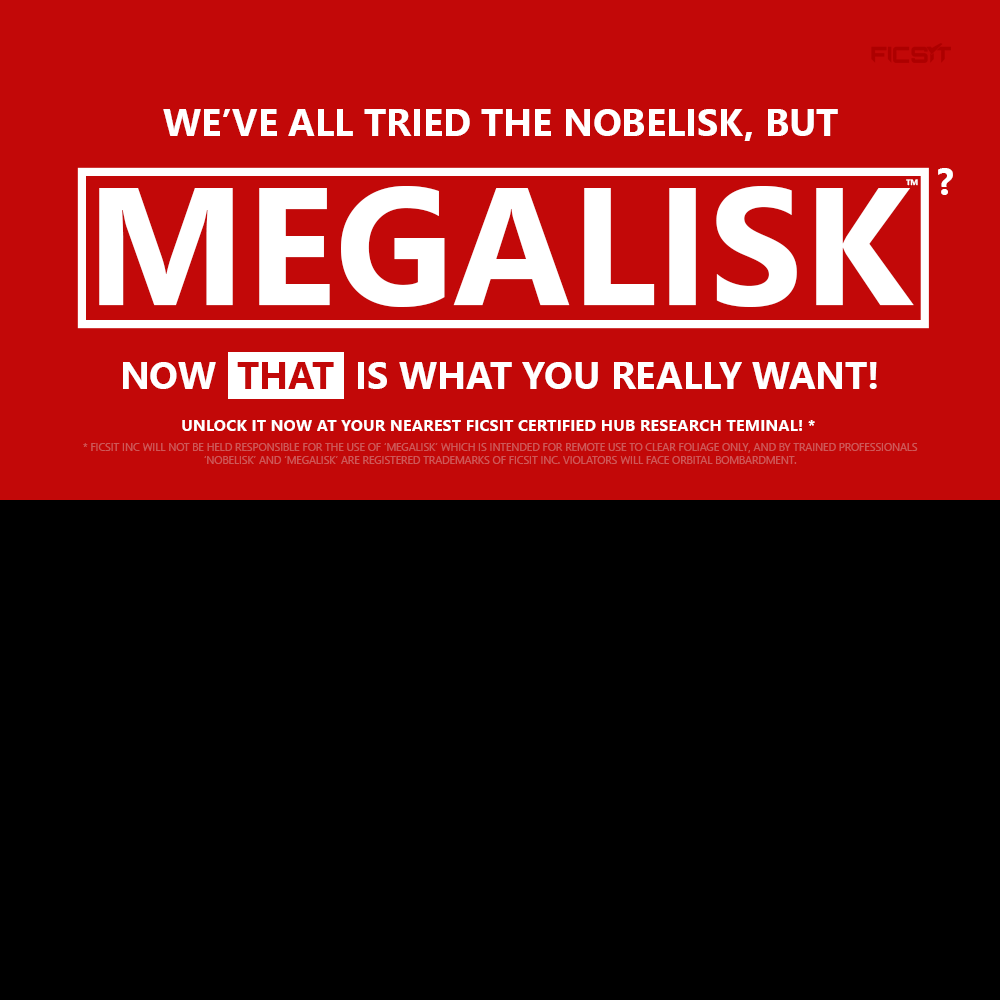 FICSIT
WE’VE ALL TRIED THE NOBELISK, BUT
MEGALISK™?
NOW THAT IS WHAT YOU REALLY WANT!
UNLOCK IT NOW AT YOUR NEAREST FICSIT CERTIFIED HUB RESEARCH TEMINAL! *
* FICSIT INC WILL NOT BE HELD RESPONSIBLE FOR THE USE OF ‘MEGALISK’ WHICH IS INTENDED FOR REMOTE USE TO CLEAR FOLIAGE ONLY, AND BY TRAINED PROFESSIONALS
‘NOBELISK’ AND ‘MEGALISK’ ARE REGISTERED TRADEMARKS OF FICSIT INC. VIOLATORS WILL FACE ORBITAL BOMBARDMENT.